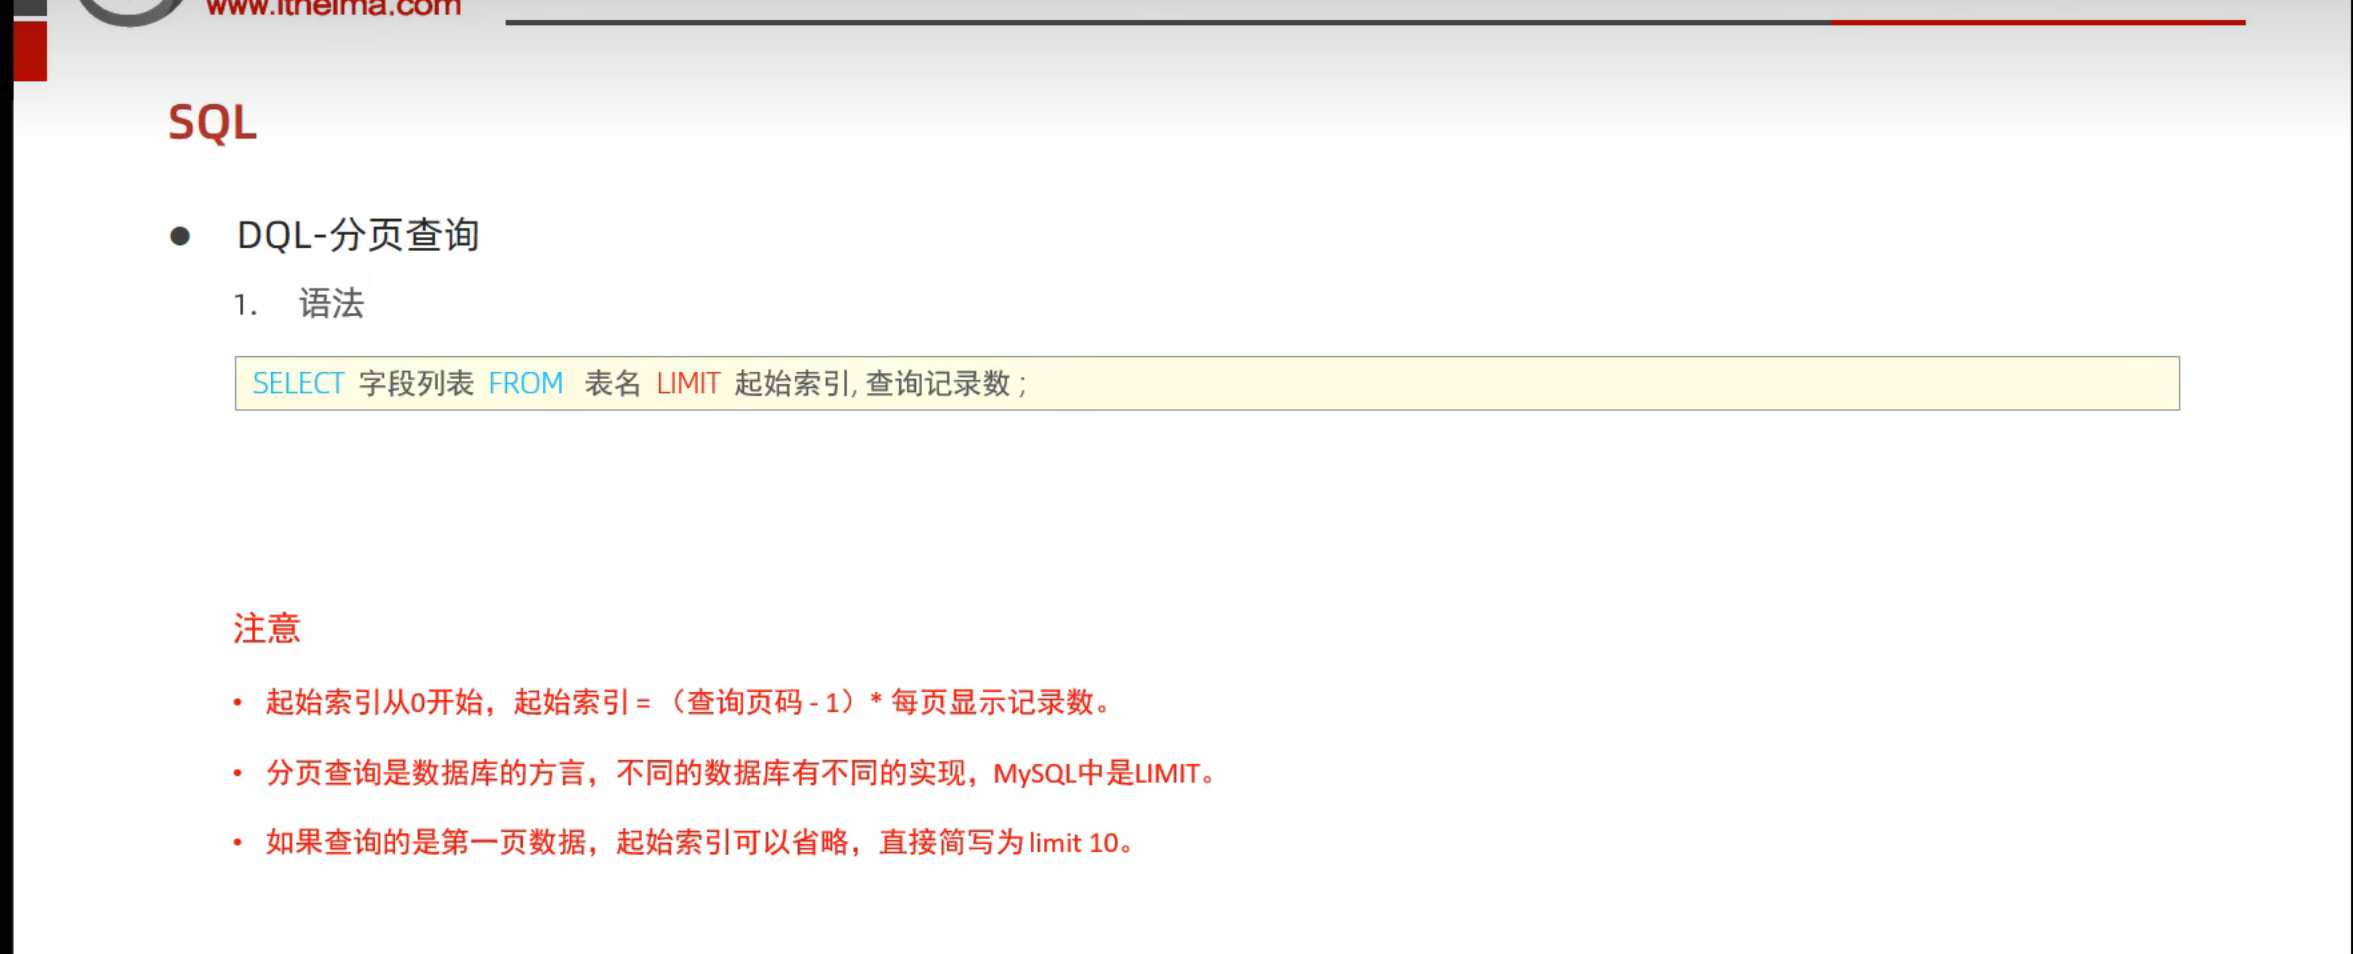 www.itheima.com
SQL
● DQL-分页查询
1. 语法
SELECT 字段列表 FROM 表名 LIMIT 起始索引, 查询记录数 ;
注意
• 起始索引从0开始，起始索引 = （查询页码 - 1）* 每页显示记录数。
• 分页查询是数据库的方言，不同的数据库有不同的实现，MySQL中是LIMIT。
• 如果查询的是第一页数据，起始索引可以省略，直接简写为 limit 10。